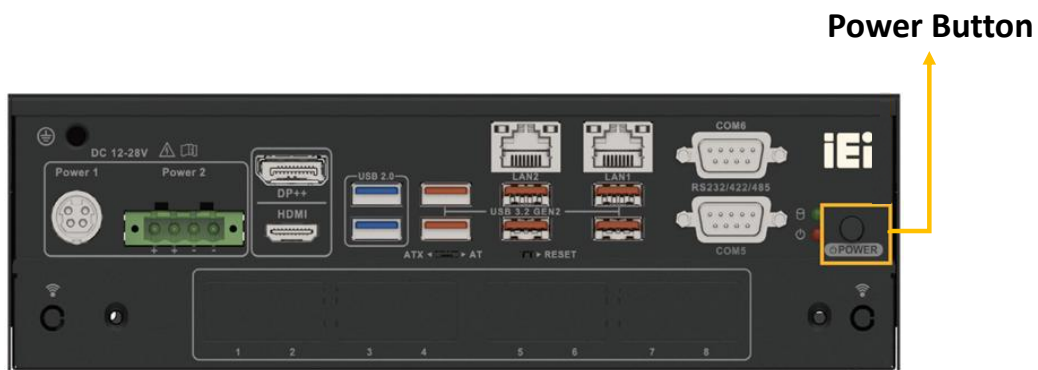 Power Button
COM6
iEi
DC 12-28V
Power 1
Power 2
DP++
HDMI
USB 2.0
LAN2
LAN1
USB 3.2 GEN2
RS232/422/485
COM5
POWER
ATX
AT
RESET
+ + - -
1 2 3 4 5 6 7 8